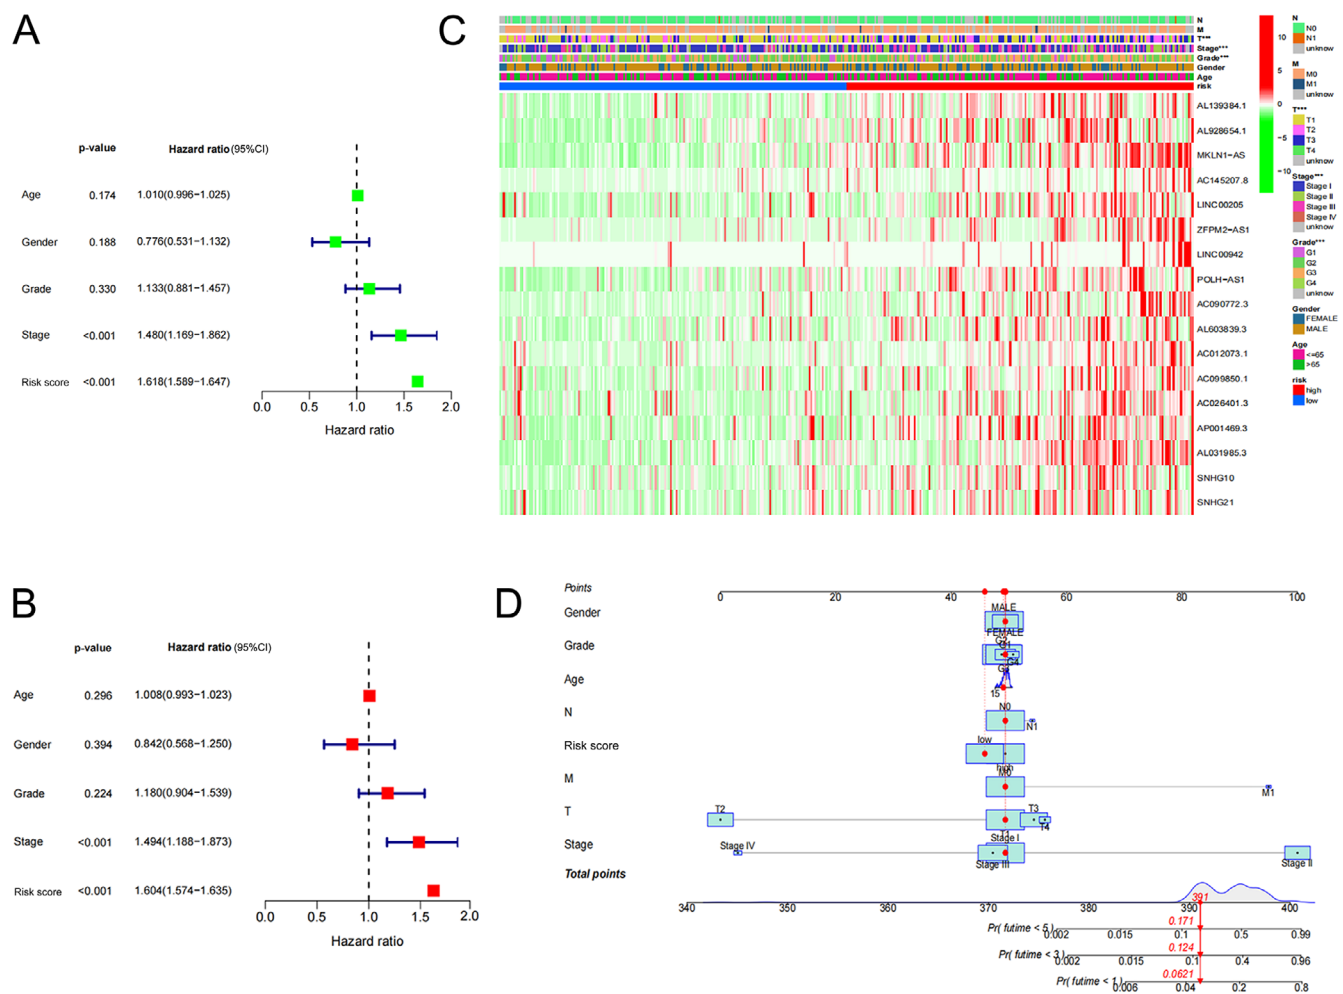 A
p-value Hazard ratio (95%CI)
Age 0.174 1.010(0.996−1.025)
Gender 0.188 0.776(0.531−1.132)
Grade 0.330 1.133(0.881−1.457)
Stage <0.001 1.480(1.169−1.862)
Risk score <0.001 1.618(1.589−1.647)
0.0 0.5 1.0 1.5 2.0
Hazard ratio
B
p-value Hazard ratio (95%CI)
Age 0.296 1.008(0.993−1.023)
Gender 0.394 0.842(0.568−1.250)
Grade 0.224 1.180(0.904−1.539)
Stage <0.001 1.494(1.188−1.873)
Risk score <0.001 1.604(1.574−1.635)
0.0 0.5 1.0 1.5 2.0
Hazard ratio
C
N
M
T***
Stage***
Grade***
Gender
Age
risk
AL139384.1
AL928654.1
MKLN1−AS
AC145207.8
LINC00205
ZFPM2−AS1
LINC00942
POLH−AS1
AC090772.3
AL603839.3
AC012073.1
AC099850.1
AC026401.3
AP001469.3
AL031985.3
SNHG10
SNHG21
10
5
0
−5
−10
N
N0
N1
unknow
M
M0
M1
unknow
T***
T1
T2
T3
T4
unknow
Stage***
Stage I
Stage II
Stage III
Stage IV
unknow
Grade***
G1
G2
G3
G4
unknow
Gender
FEMALE
MALE
Age
<=65
>65
risk
high
low
D
Points 0 20 40 60 80 100
Gender MALE
FEMALE
Grade G2 G1
G4
G3
Age
15
N N0
N1
Risk score low
high
M M0
M1
T T2 T3
T4
T1
Stage Stage IV Stage I
Stage III Stage II
Total points
391
340 350 360 370 380 390 400
0.171
Pr( futime < 5 ) 0.002 0.015 0.1 0.5 0.99
0.124
Pr( futime < 3 ) 0.002 0.015 0.1 0.4 0.96
0.0621
Pr( futime < 1 ) 0.006 0.04 0.2 0.8